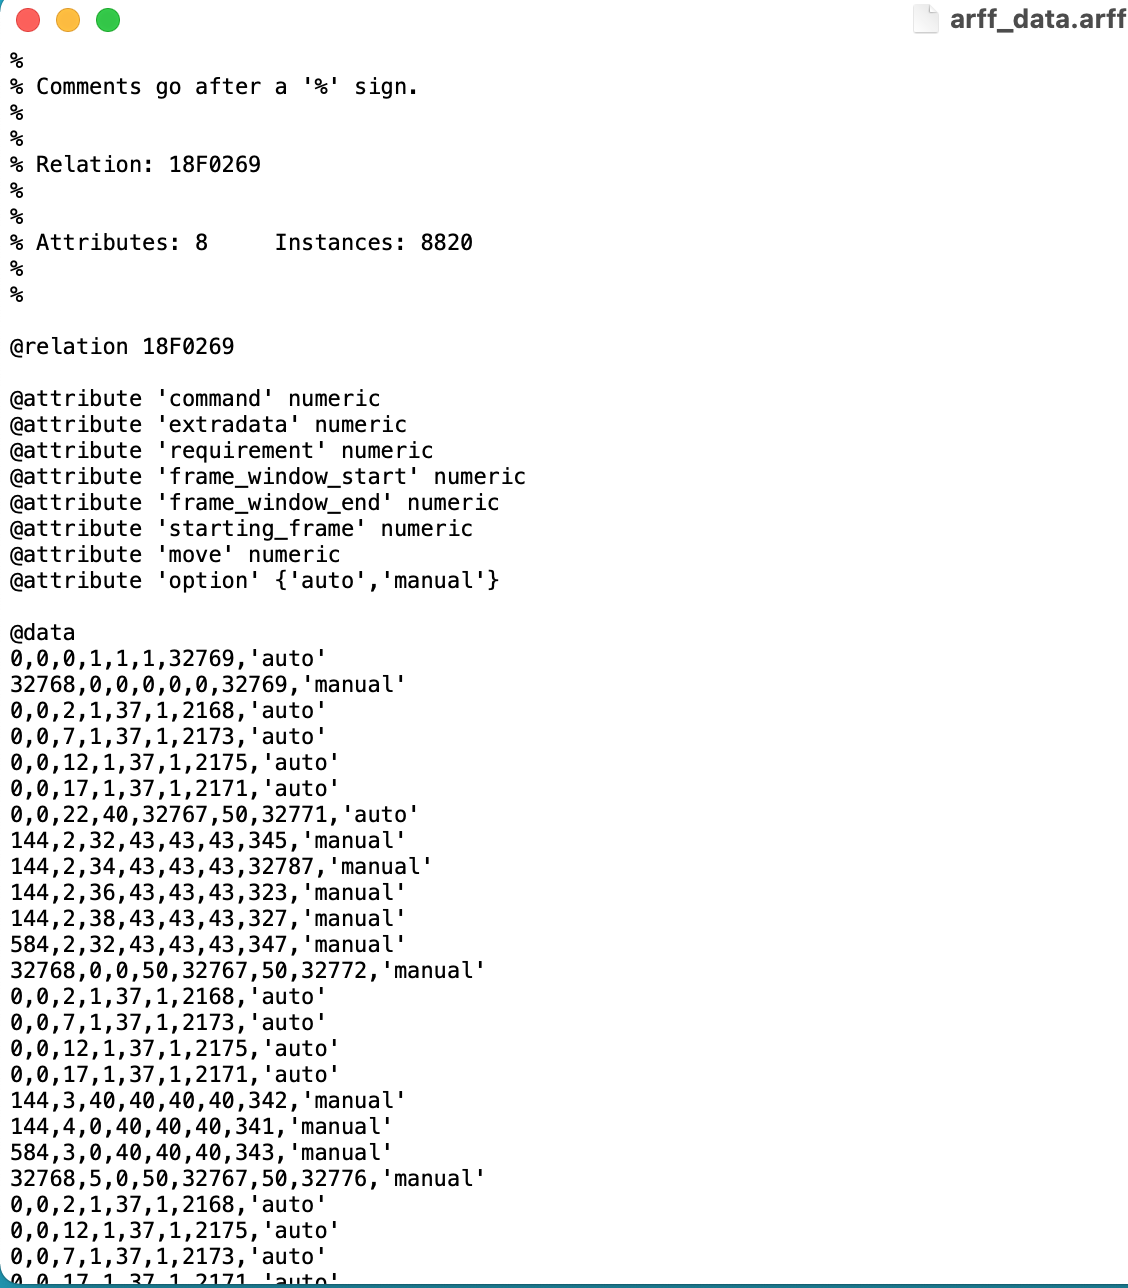 arff_data.arff
%
% Comments go after a '%' sign.
%
%
% Relation: 18F0269
%
%
% Attributes: 8     Instances: 8820
%
%
@relation 18F0269
@attribute 'command' numeric
@attribute 'extradata' numeric
@attribute 'requirement' numeric
@attribute 'frame_window_start' numeric
@attribute 'frame_window_end' numeric
@attribute 'starting_frame' numeric
@attribute 'move' numeric
@attribute 'option' {'auto','manual'}
@data
0,0,0,1,1,1,32769,'auto'
32768,0,0,0,0,0,32769,'manual'
0,0,2,1,37,1,2168,'auto'
0,0,7,1,37,1,2173,'auto'
0,0,12,1,37,1,2175,'auto'
0,0,17,1,37,1,2171,'auto'
0,0,22,40,32767,50,32771,'auto'
144,2,32,43,43,43,345,'manual'
144,2,34,43,43,43,32787,'manual'
144,2,36,43,43,43,323,'manual'
144,2,38,43,43,43,327,'manual'
584,2,32,43,43,43,347,'manual'
32768,0,0,50,32767,50,32772,'manual'
0,0,2,1,37,1,2168,'auto'
0,0,7,1,37,1,2173,'auto'
0,0,12,1,37,1,2175,'auto'
0,0,17,1,37,1,2171,'auto'
144,3,40,40,40,40,342,'manual'
144,4,0,40,40,40,341,'manual'
584,3,0,40,40,40,343,'manual'
32768,5,0,50,32767,50,32776,'manual'
0,0,2,1,37,1,2168,'auto'
0,0,12,1,37,1,2175,'auto'
0,0,7,1,37,1,2173,'auto'
0,0,17,1,37,1,2171,'auto'